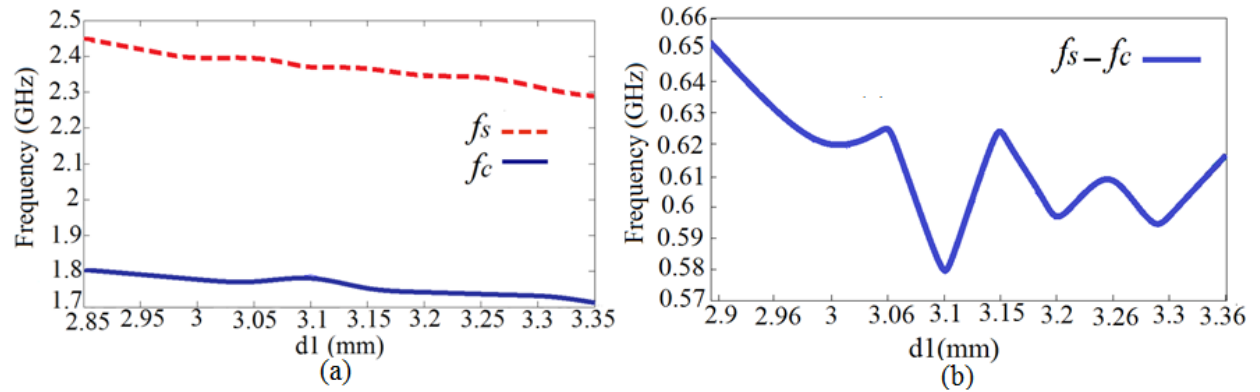 2.5
2.4
2.3
2.2
2.1
2
1.9
1.8
1.7
Frequency (GHz)
fs
fc
2.85 2.95 3 3.05 3.1 3.15 3.2 3.25 3.3 3.35
d1 (mm)
(a)
0.66
0.65
0.63
0.62
0.61
0.6
0.59
0.58
0.57
Frequency (GHz)
fs – fc
2.9 2.96 3 3.06 3.1 3.15 3.2 3.26 3.3 3.36
d1(mm)
(b)